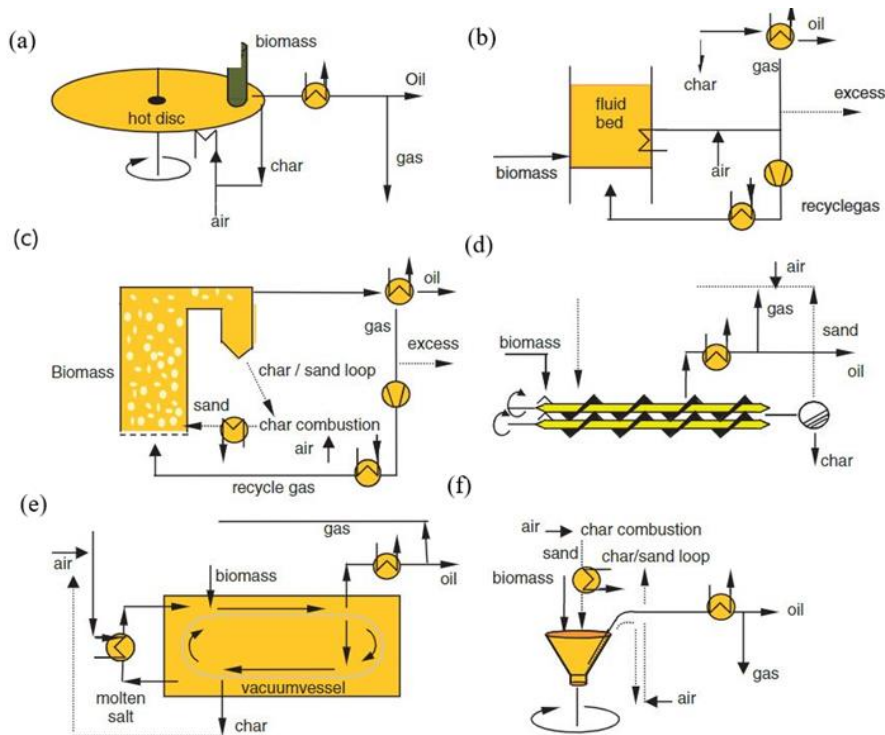 (a)
biomass
hot disc
Oil
char
gas
air
(b)
oil
gas
char
fluid
bed
excess
air
biomass
recyclegas
(c)
oil
gas
excess
Biomass
char / sand loop
sand
char combustion
air
recycle gas
(d)
air
gas
biomass
sand
oil
char
(e)
gas
air
biomass
oil
vacuumvessel
molten
salt
char
(f)
air
char combustion
sand
char/sand loop
biomass
oil
gas
air